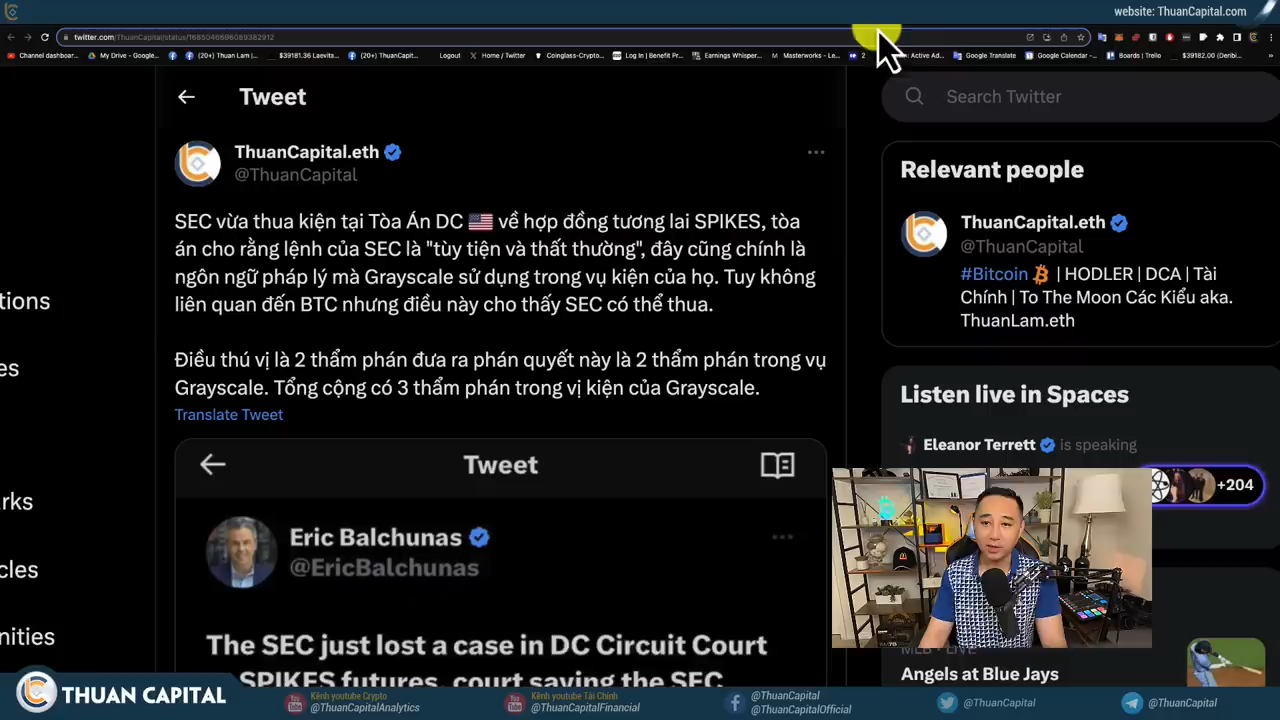 website: ThuanCapital.com
twitter.com/ThuanCapital/status/1685046696089382912
Channel dashboar...
My Drive - Google...
(20+) Thuan Lam |...
$39181.36 Laevita...
(20+) ThuanCapit...
Logout
Home / Twitter
Coinglass-Crypto...
Log In | Benefit Pr...
Earnings Whisper...
Masterworks - Le...
2
Active Ad...
Google Translate
Google Calendar -...
Boards | Trello
$39182.00 (Deribi...
Tweet
Search Twitter
ThuanCapital.eth
@ThuanCapital
SEC vừa thua kiện tại Tòa Án DC 🇺🇸 về hợp đồng tương lai SPIKES, tòa
án cho rằng lệnh của SEC là "tùy tiện và thất thường", đây cũng chính là
ngôn ngữ pháp lý mà Grayscale sử dụng trong vụ kiện của họ. Tuy không
liên quan đến BTC nhưng điều này cho thấy SEC có thể thua.
Điều thú vị là 2 thẩm phán đưa ra phán quyết này là 2 thẩm phán trong vụ
Grayscale. Tổng cộng có 3 thẩm phán trong vị kiện của Grayscale.
Translate Tweet
Tweet
Eric Balchunas
@EricBalchunas
The SEC just lost a case in DC Circuit Court
SPIKES futures, court saying the SEC
Relevant people
ThuanCapital.eth
@ThuanCapital
#Bitcoin | HODLER | DCA | Tài
Chính | To The Moon Các Kiểu aka.
ThuanLam.eth
Listen live in Spaces
Eleanor Terrett is speaking
+204
MLB • LIVE
Angels at Blue Jays
tions
es
rks
cles
nities
THUAN CAPITAL
Kênh youtube Crypto
@ThuanCapitalAnalytics
Kênh youtube Tài Chính
@ThuanCapitalFinancial
@ThuanCapital
@ThuanCapitalOfficial
@ThuanCapital
@ThuanCapital